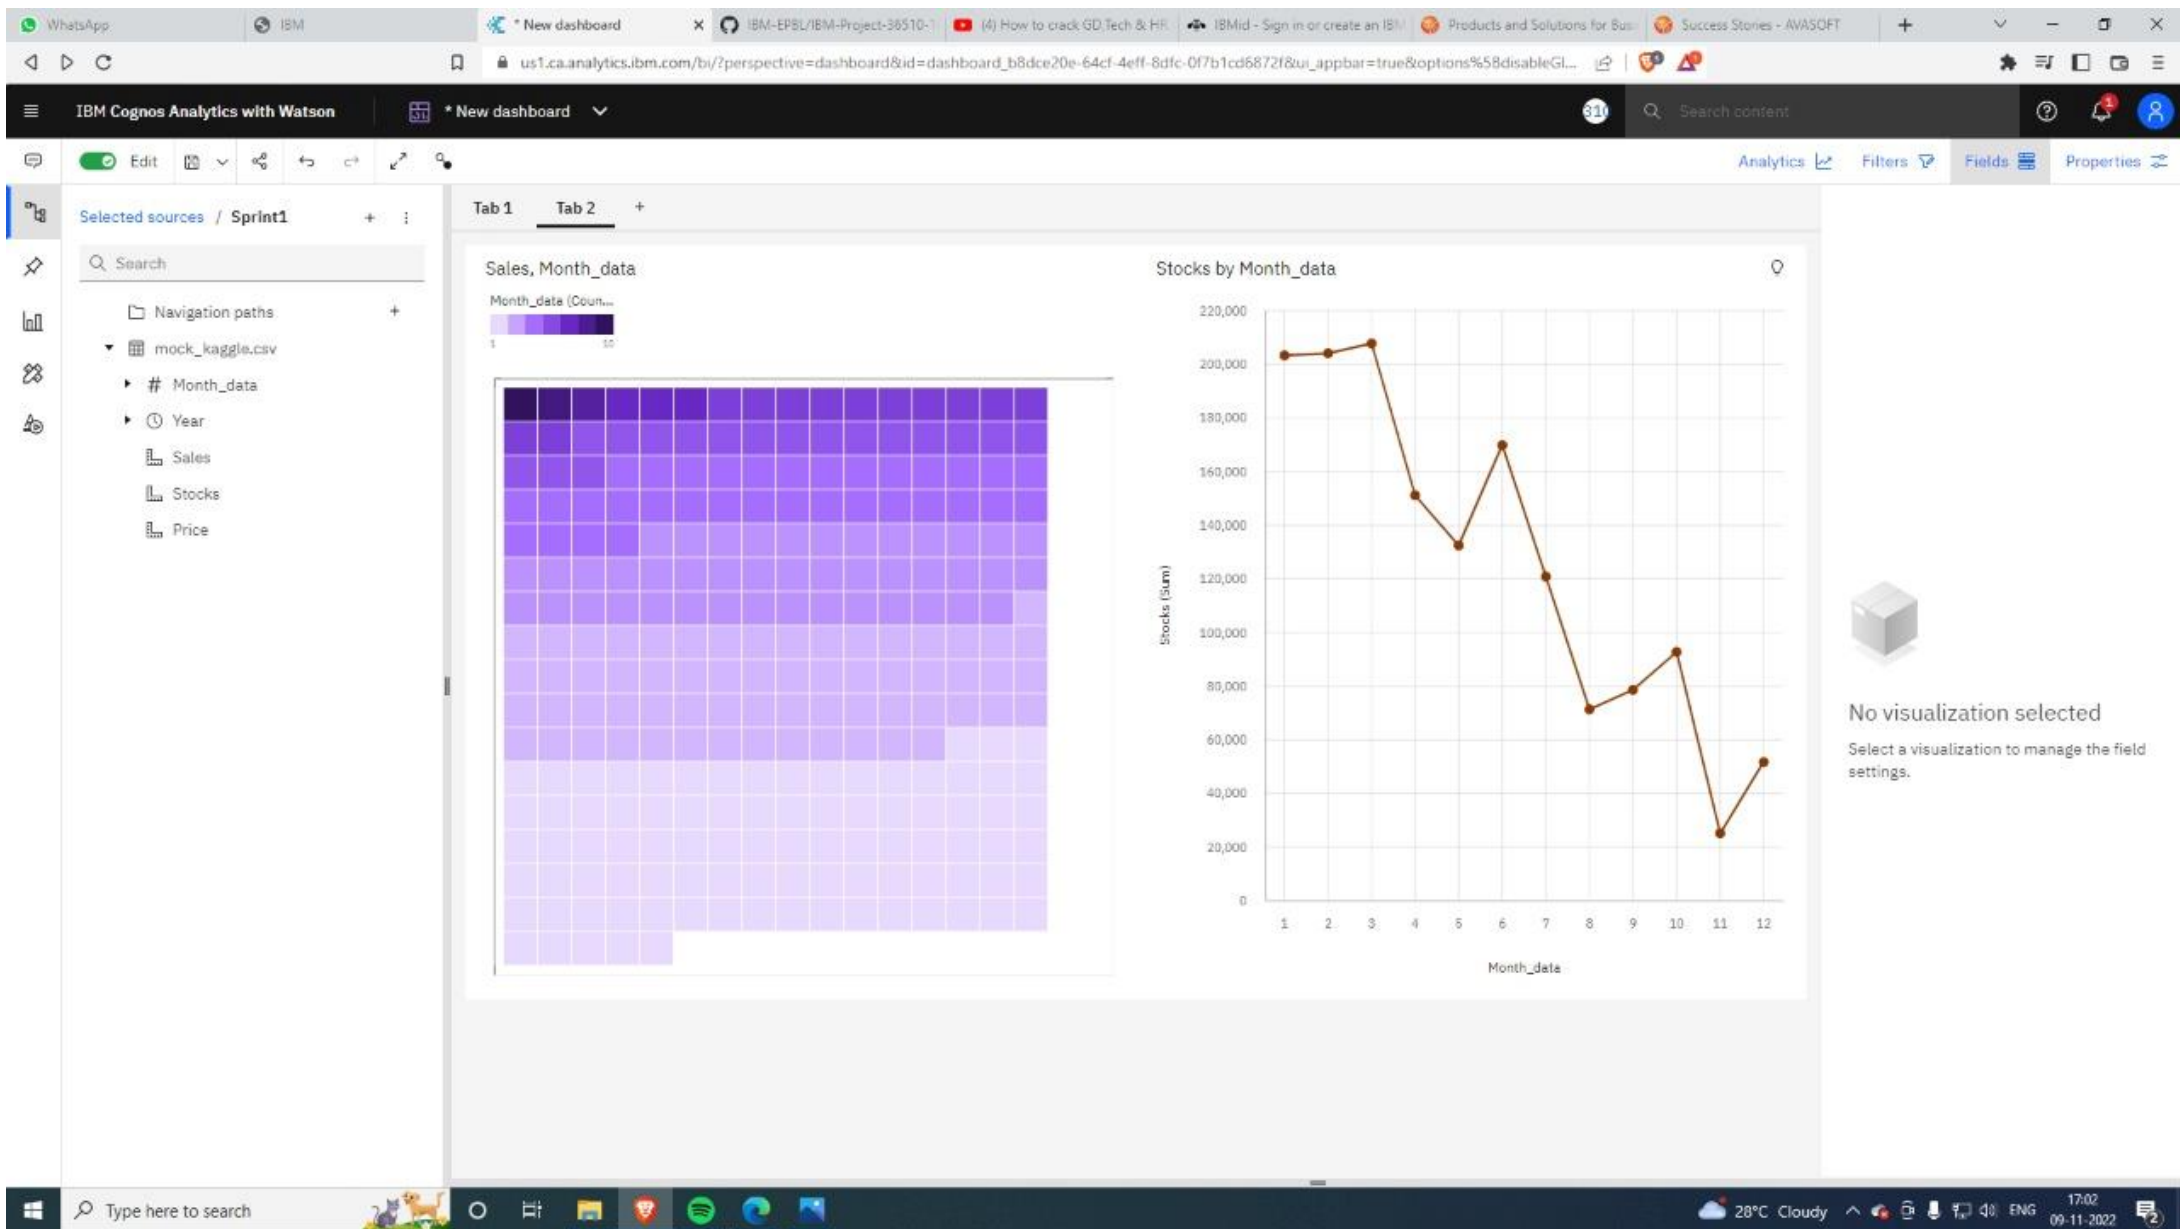 WhatsApp
IBM
* New dashboard
IBM-EPBL/IBM-Project-36510-1
(4) How to crack GD,Tech & HR
IBMid - Sign in or create an IBM
Products and Solutions for Bus
Success Stories - AVASOFT
us1.ca.analytics.ibm.com/bi/?perspective=dashboard&id=dashboard_b8dce20e-64cf-4eff-8dfc-0f7b1cd6872f&ui_appbar=true&options%5BdisableGl...
IBM Cognos Analytics with Watson
* New dashboard
310
Search content
1
Edit
Analytics
Filters
Fields
Properties
Selected sources / Sprint1
Search
Navigation paths
mock_kaggle.csv
# Month_data
Year
Sales
Stocks
Price
Tab 1
Tab 2
Sales, Month_data
Month_data (Coun...
1
10
Stocks by Month_data
220,000
200,000
180,000
160,000
140,000
120,000
100,000
80,000
60,000
40,000
20,000
0
Stocks (Sum)
1 2 3 4 5 6 7 8 9 10 11 12
Month_data
No visualization selected
Select a visualization to manage the field
settings.
Type here to search
28°C Cloudy
ENG
17:02
09-11-2022
2